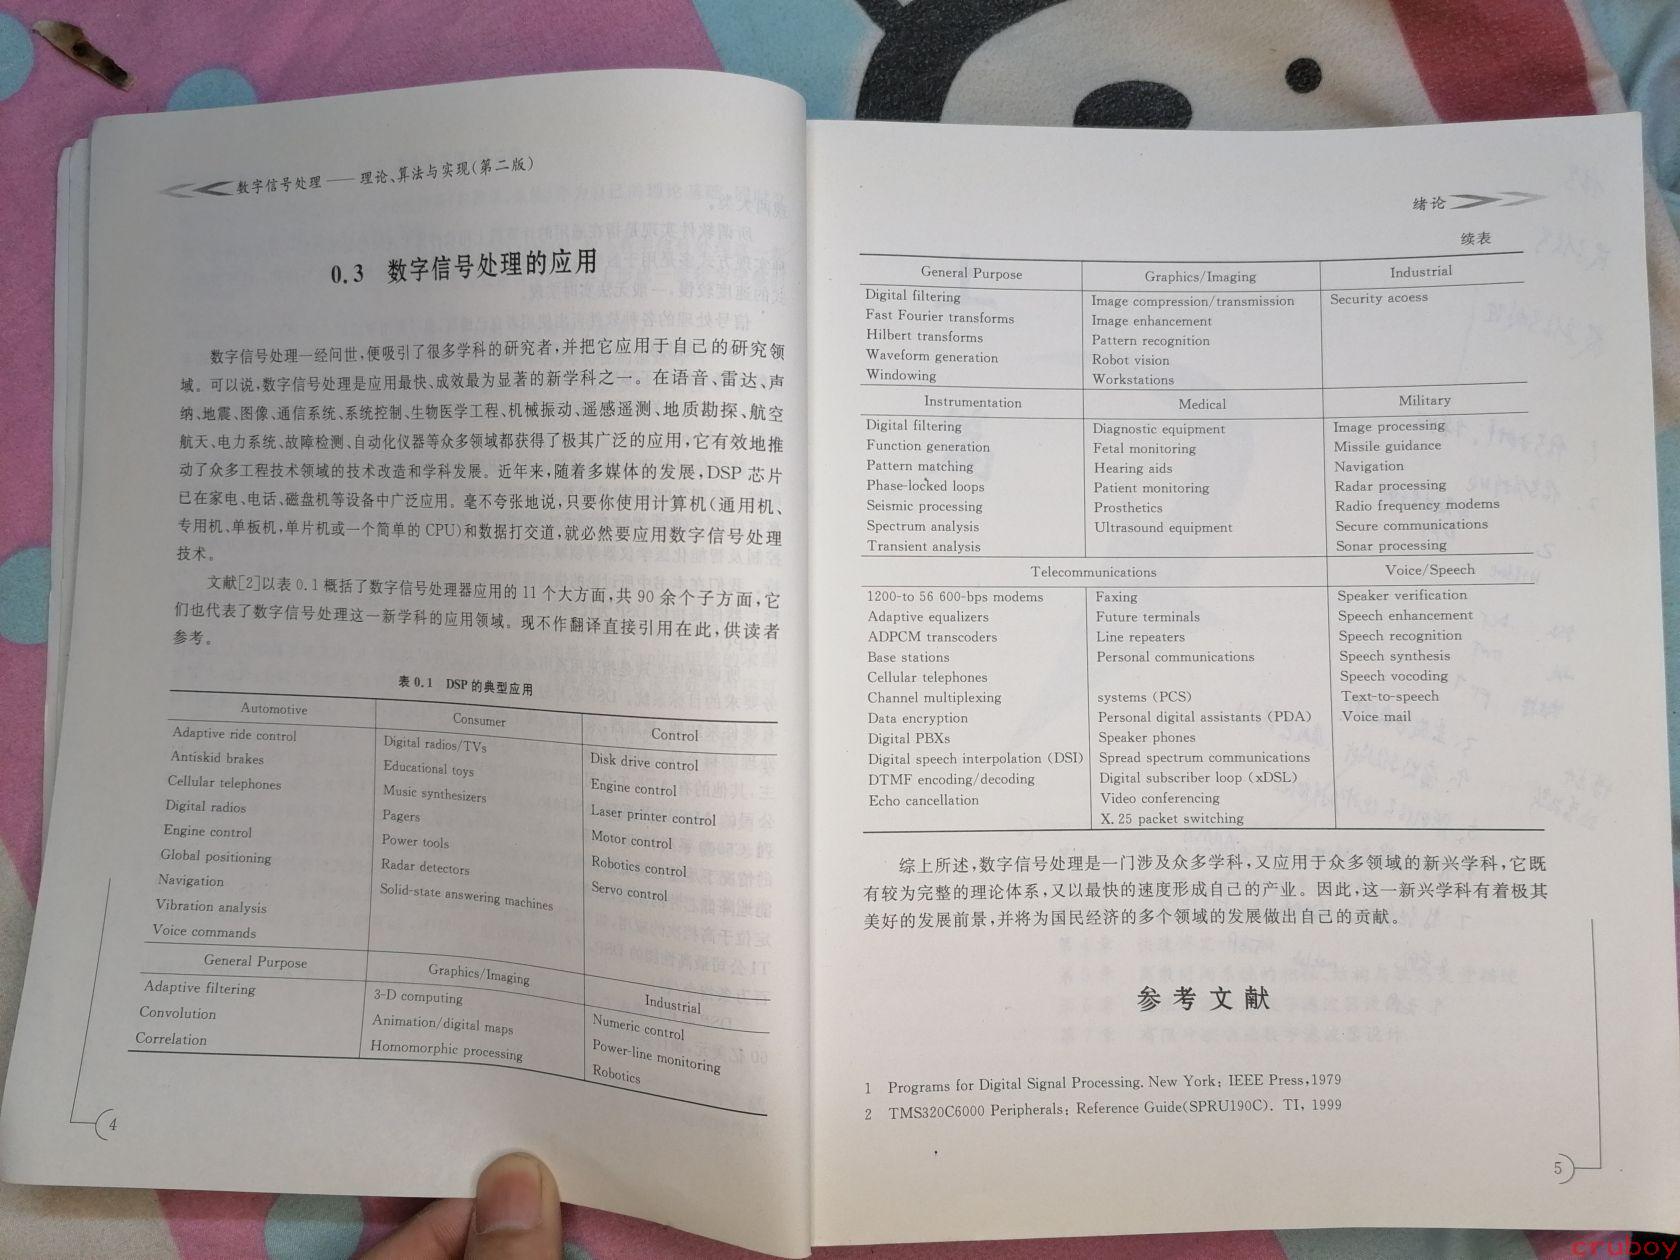 数字信号处理——理论、算法与实现(第二版)
0.3 数字信号处理的应用
数字信号处理一经问世,便吸引了很多学科的研究者,并把它应用于自己的研究领
域。可以说,数字信号处理是应用最快、成效最为显著的新学科之一。在语音、雷达、声
纳、地震、图像、通信系统、系统控制、生物医学工程、机械振动、遥感遥测、地质勘探、航空
航天、电力系统、故障检测、自动化仪器等众多领域都获得了极其广泛的应用,它有效地推
动了众多工程技术领域的技术改造和学科发展。近年来,随着多媒体的发展,DSP 芯片
已在家电、电话、磁盘机等设备中广泛应用。毫不夸张地说,只要你使用计算机(通用机、
专用机、单板机,单片机或一个简单的 CPU)和数据打交道,就必然要应用数字信号处理
技术。
文献[2]以表 0.1 概括了数字信号处理器应用的 11 个大方面,共 90 余个子方面,它
们也代表了数字信号处理这一新学科的应用领域。现不作翻译直接引用在此,供读者
参考。
表 0.1 DSP 的典型应用
Automotive Consumer Control
Adaptive ride control Digital radios/TVs Disk drive control
Antiskid brakes Educational toys Engine control
Cellular telephones Music synthesizers Laser printer control
Digital radios Pagers Motor control
Engine control Power tools Robotics control
Global positioning Radar detectors Servo control
Navigation Solid-state answering machines
Vibration analysis
Voice commands
General Purpose Graphics/Imaging Industrial
Adaptive filtering 3-D computing Numeric control
Convolution Animation/digital maps Power-line monitoring
Correlation Homomorphic processing Robotics
4
绪论
续表
General Purpose Graphics/Imaging Industrial
Digital filtering Image compression/transmission Security acoess
Fast Fourier transforms Image enhancement
Hilbert transforms Pattern recognition
Waveform generation Robot vision
Windowing Workstations
Instrumentation Medical Military
Digital filtering Diagnostic equipment Image processing
Function generation Fetal monitoring Missile guidance
Pattern matching Hearing aids Navigation
Phase-locked loops Patient monitoring Radar processing
Seismic processing Prosthetics Radio frequency modems
Spectrum analysis Ultrasound equipment Secure communications
Transient analysis Sonar processing
Telecommunications Voice/Speech
1200-to 56 600-bps modems Faxing Speaker verification
Adaptive equalizers Future terminals Speech enhancement
ADPCM transcoders Line repeaters Speech recognition
Base stations Personal communications Speech synthesis
Cellular telephones Speech vocoding
Channel multiplexing systems (PCS) Text-to-speech
Data encryption Personal digital assistants (PDA) Voice mail
Digital PBXs Speaker phones
Digital speech interpolation (DSI) Spread spectrum communications
DTMF encoding/decoding Digital subscriber loop (xDSL)
Echo cancellation Video conferencing
X. 25 packet switching
综上所述,数字信号处理是一门涉及众多学科,又应用于众多领域的新兴学科,它既
有较为完整的理论体系,又以最快的速度形成自己的产业。因此,这一新兴学科有着极其
美好的发展前景,并将为国民经济的多个领域的发展做出自己的贡献。
参考文献
1 Programs for Digital Signal Processing. New York: IEEE Press,1979
2 TMS320C6000 Peripherals: Reference Guide(SPRU190C). TI, 1999
5
cruboy